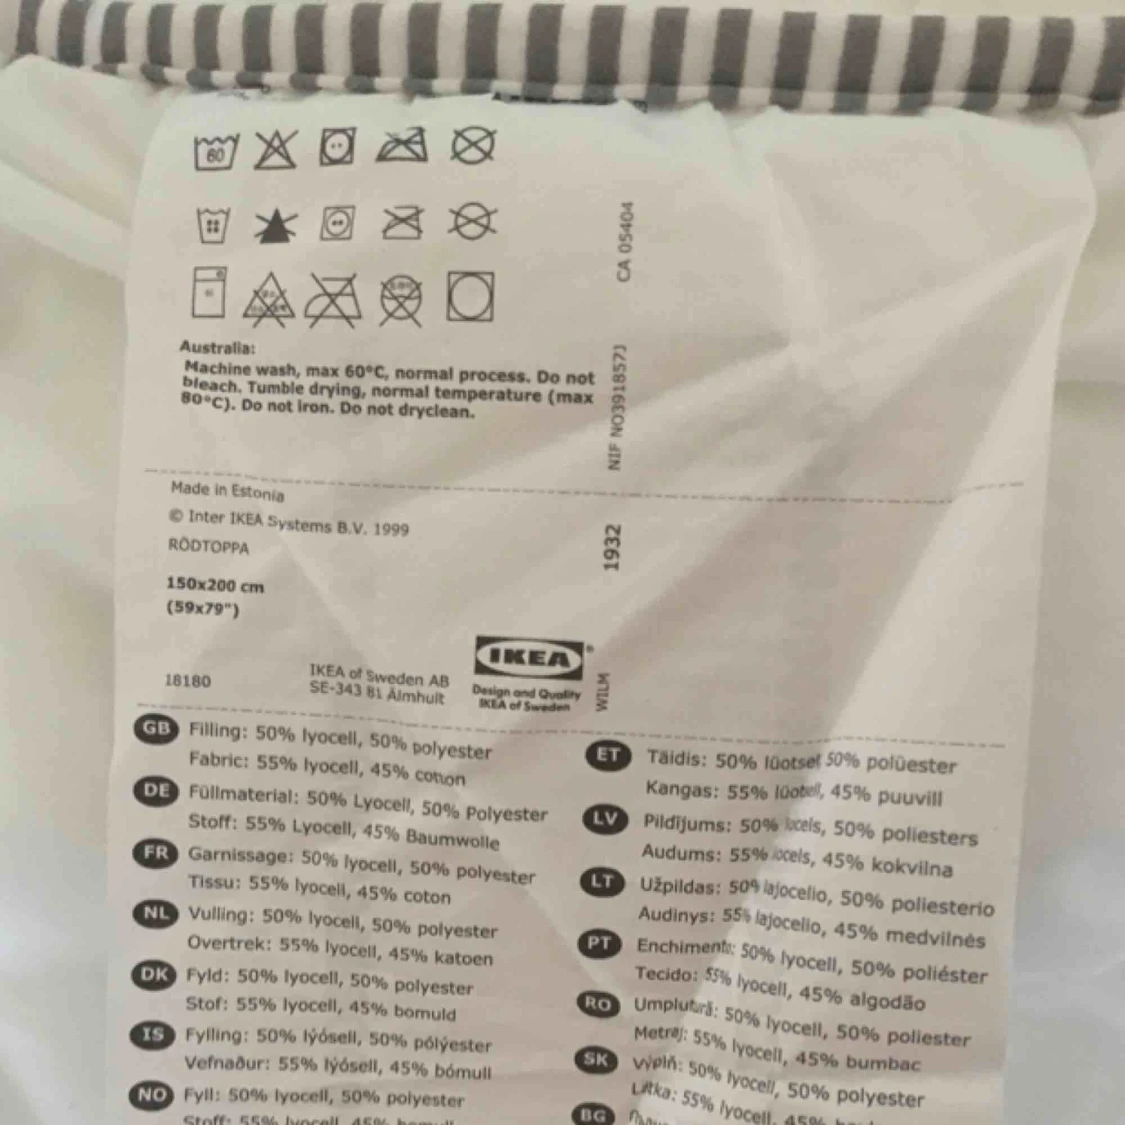 60
Australia:
Machine wash, max 60°C, normal process. Do not
bleach. Tumble drying, normal temperature (max
80°C). Do not iron. Do not dryclean.
CA 05404
NIF NO3918573J
Made in Estonia
© Inter IKEA Systems B.V. 1999
RÖDTOPPA
150x200 cm
(59x79")
1932
18180
IKEA of Sweden AB
SE-343 81 Älmhult
IKEA®
Design and Quality
IKEA of Sweden
WILM
GB Filling: 50% lyocell, 50% polyester
Fabric: 55% lyocell, 45% cotton
DE Füllmaterial: 50% Lyocell, 50% Polyester
Stoff: 55% Lyocell, 45% Baumwolle
FR Garnissage: 50% lyocell, 50% polyester
Tissu: 55% lyocell, 45% coton
NL Vulling: 50% lyocell, 50% polyester
Overtrek: 55% lyocell, 45% katoen
DK Fyld: 50% lyocell, 50% polyester
Stof: 55% lyocell, 45% bomuld
IS Fylling: 50% lýósell, 50% pólýester
Vefnaður: 55% lýósell, 45% bómull
NO Fyll: 50% lyocell, 50% polyester
Stoff: 55% lyocell, 45% bomull
ET Täidis: 50% lüotsell 50% polüester
Kangas: 55% lüotsell, 45% puuvill
LV Pildījums: 50% liocels, 50% poliesters
Audums: 55% liocels, 45% kokvilna
LT Užpildas: 50% lajocelio, 50% poliesterio
Audinys: 55% lajocelio, 45% medvilnės
PT Enchimento: 50% lyocell, 50% poliéster
Tecido: 55% lyocell, 45% algodão
RO Umplutură: 50% lyocell, 50% poliester
Metraj: 55% lyocell, 45% bumbac
SK Výplň: 50% lyocell, 50% polyester
Látka: 55% lyocell, 45%
BG